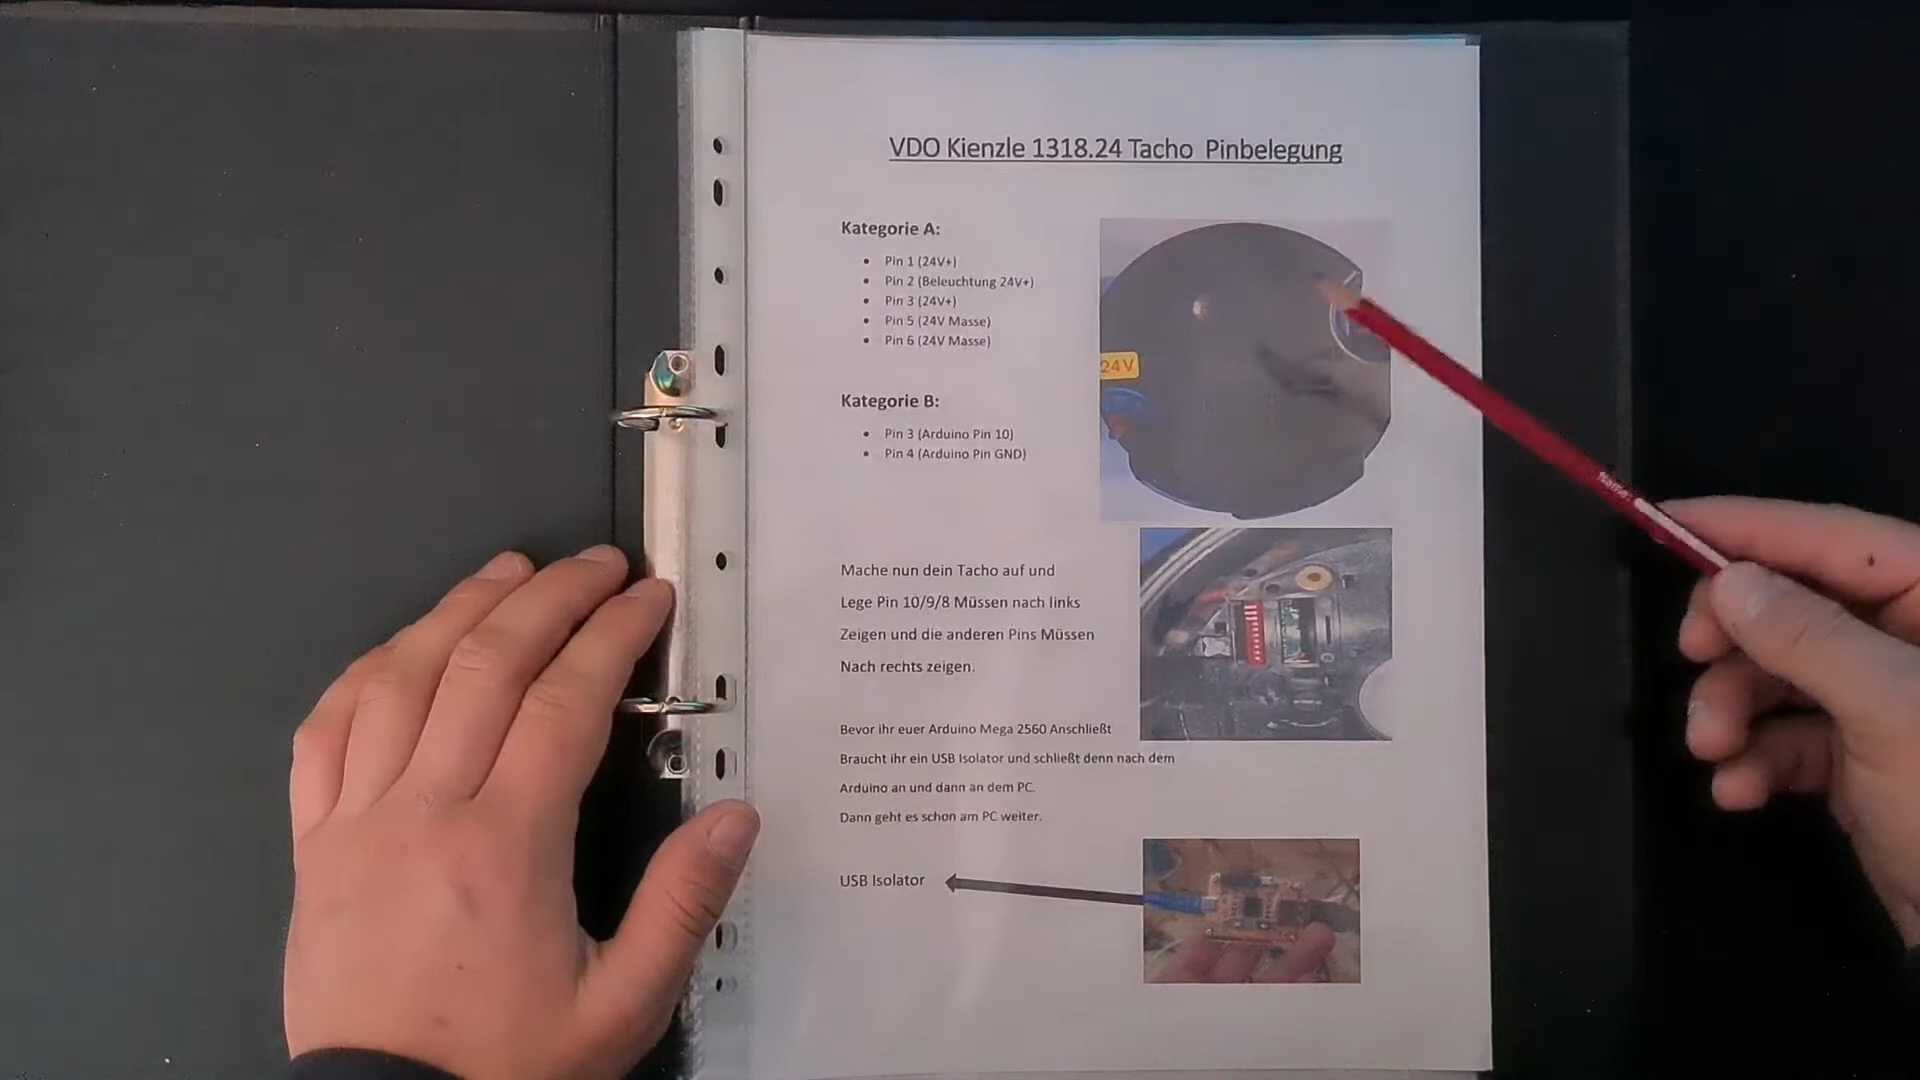 VDO Kienzle 1318.24 Tacho Pinbelegung
Kategorie A:
Pin 1 (24V+)
Pin 2 (Beleuchtung 24V+)
Pin 3 (24V+)
Pin 5 (24V Masse)
Pin 6 (24V Masse)
24V
Kategorie B:
Pin 3 (Arduino Pin 10)
Pin 4 (Arduino Pin GND)
Mache nun dein Tacho auf und
Lege Pin 10/9/8 Müssen nach links
Zeigen und die anderen Pins Müssen
Nach rechts zeigen.
Bevor ihr euer Arduino Mega 2560 Anschließt
Braucht ihr ein USB Isolator und schließt denn nach dem
Arduino an und dann an dem PC.
Dann geht es schon am PC weiter.
USB Isolator
Name: